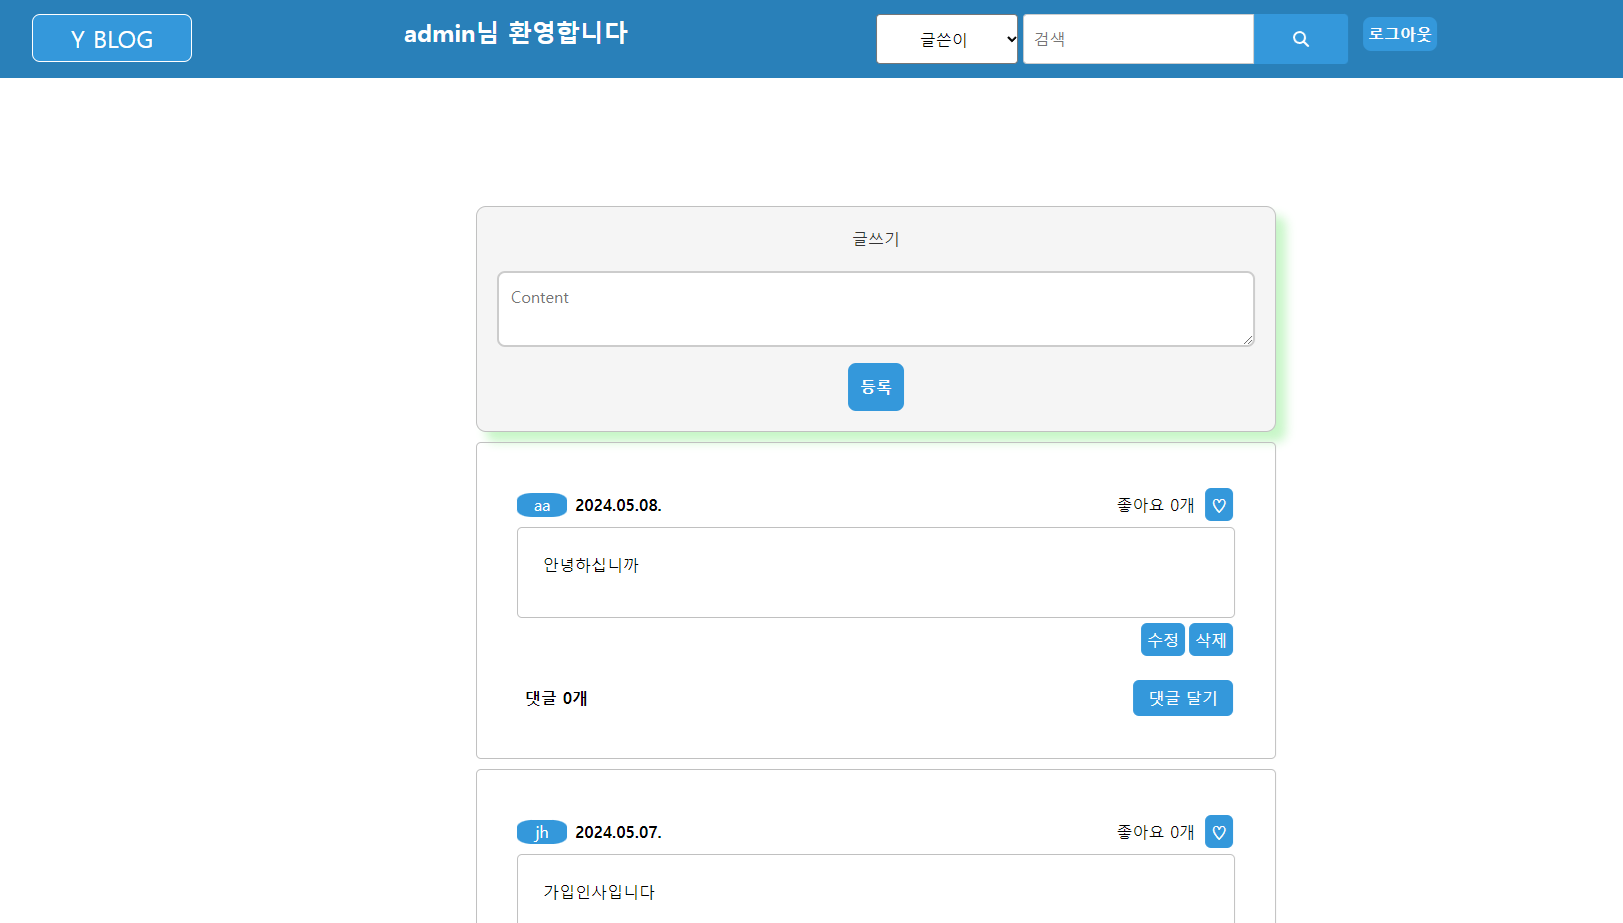 Y BLOG
admin님 환영합니다
글쓴이
검색
로그아웃
글쓰기
Content
등록
aa 2024.05.08. 좋아요 0개
안녕하십니까
수정 삭제
댓글 0개 댓글 달기
jh 2024.05.07. 좋아요 0개
가입인사입니다